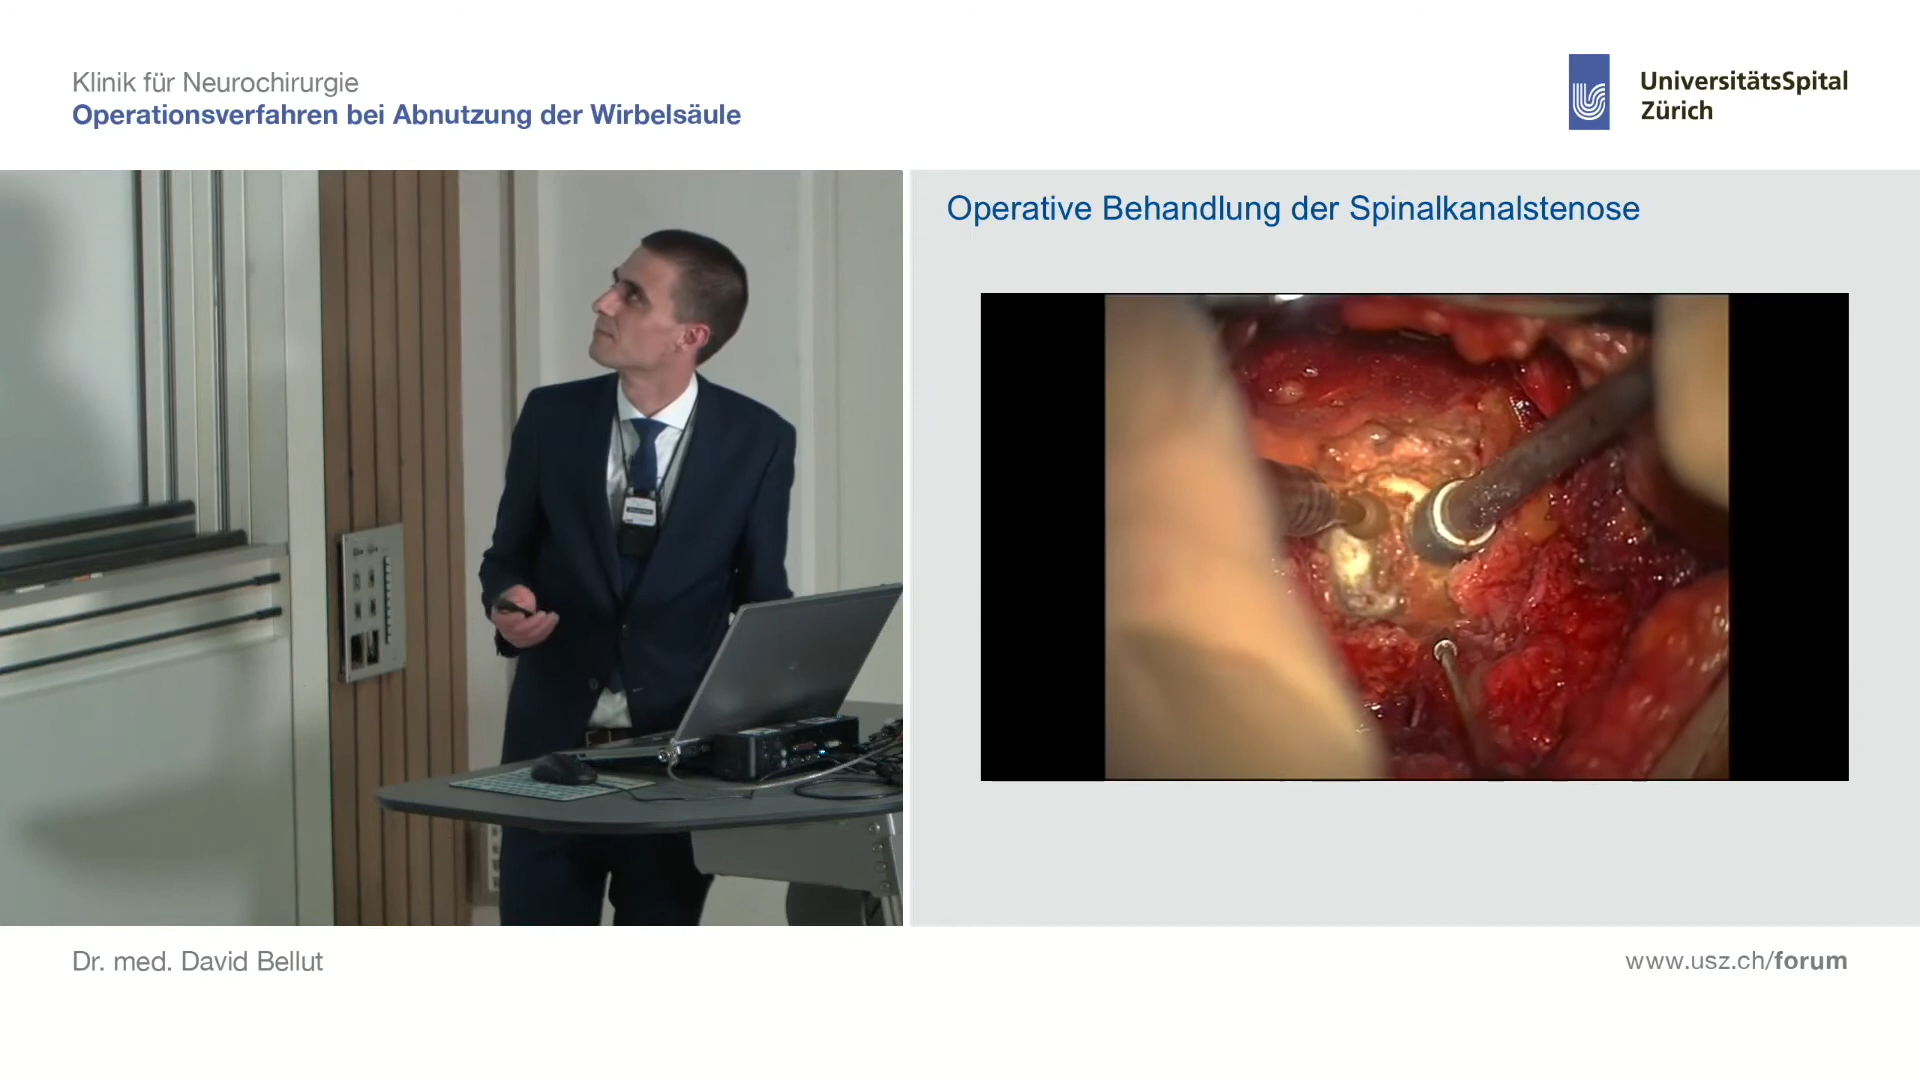 Klinik für Neurochirurgie
Operationsverfahren bei Abnutzung der Wirbelsäule
UniversitätsSpital
Zürich
Operative Behandlung der Spinalkanalstenose
Dr. med. David Bellut
www.usz.ch/forum